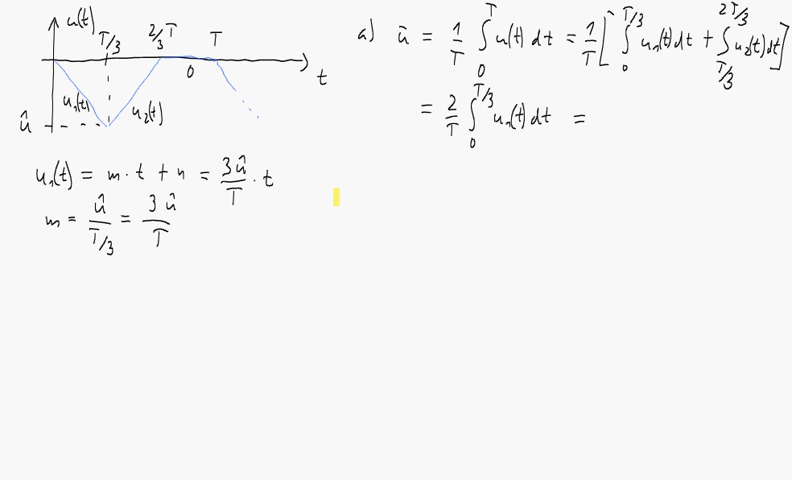 u(t)
T/3 2/3 T T
0
t
u₁(t) u₂(t)
û
u₁(t) = m · t + n = 3û/T · t
m = û/(T/3) = 3û/T
a) ū = 1/T ∫₀ᵀ u(t) dt = 1/T [ ∫₀^{T/3} u₁(t) dt + ∫_{T/3}^{2T/3} u₂(t) dt ]
= 2/T ∫₀^{T/3} u₁(t) dt =